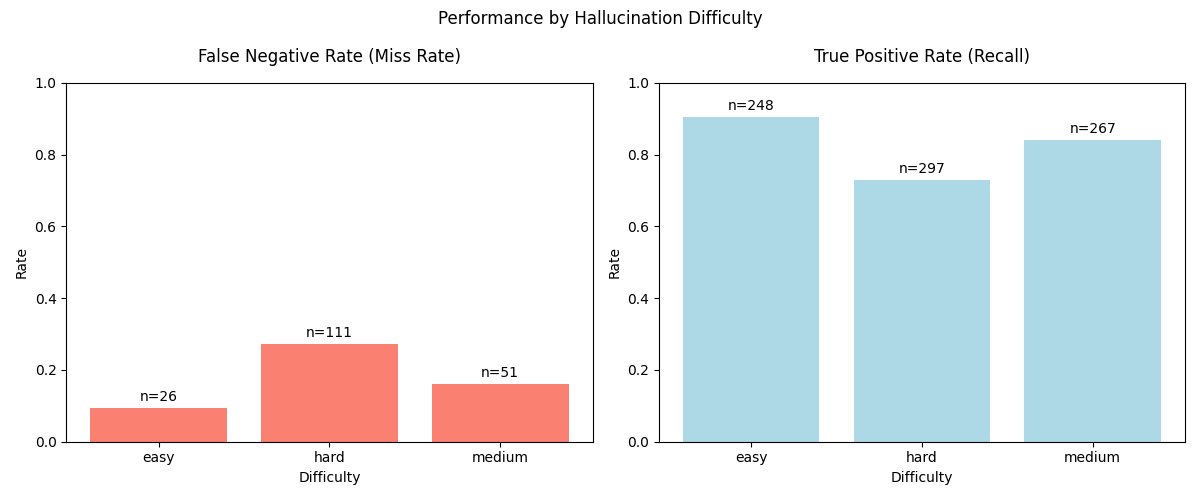 Performance by Hallucination Difficulty
False Negative Rate (Miss Rate)
1.0
0.8
0.6
0.4
0.2
0.0
Rate
n=26
n=111
n=51
easy
hard
medium
Difficulty
True Positive Rate (Recall)
1.0
0.8
0.6
0.4
0.2
0.0
Rate
n=248
n=297
n=267
easy
hard
medium
Difficulty